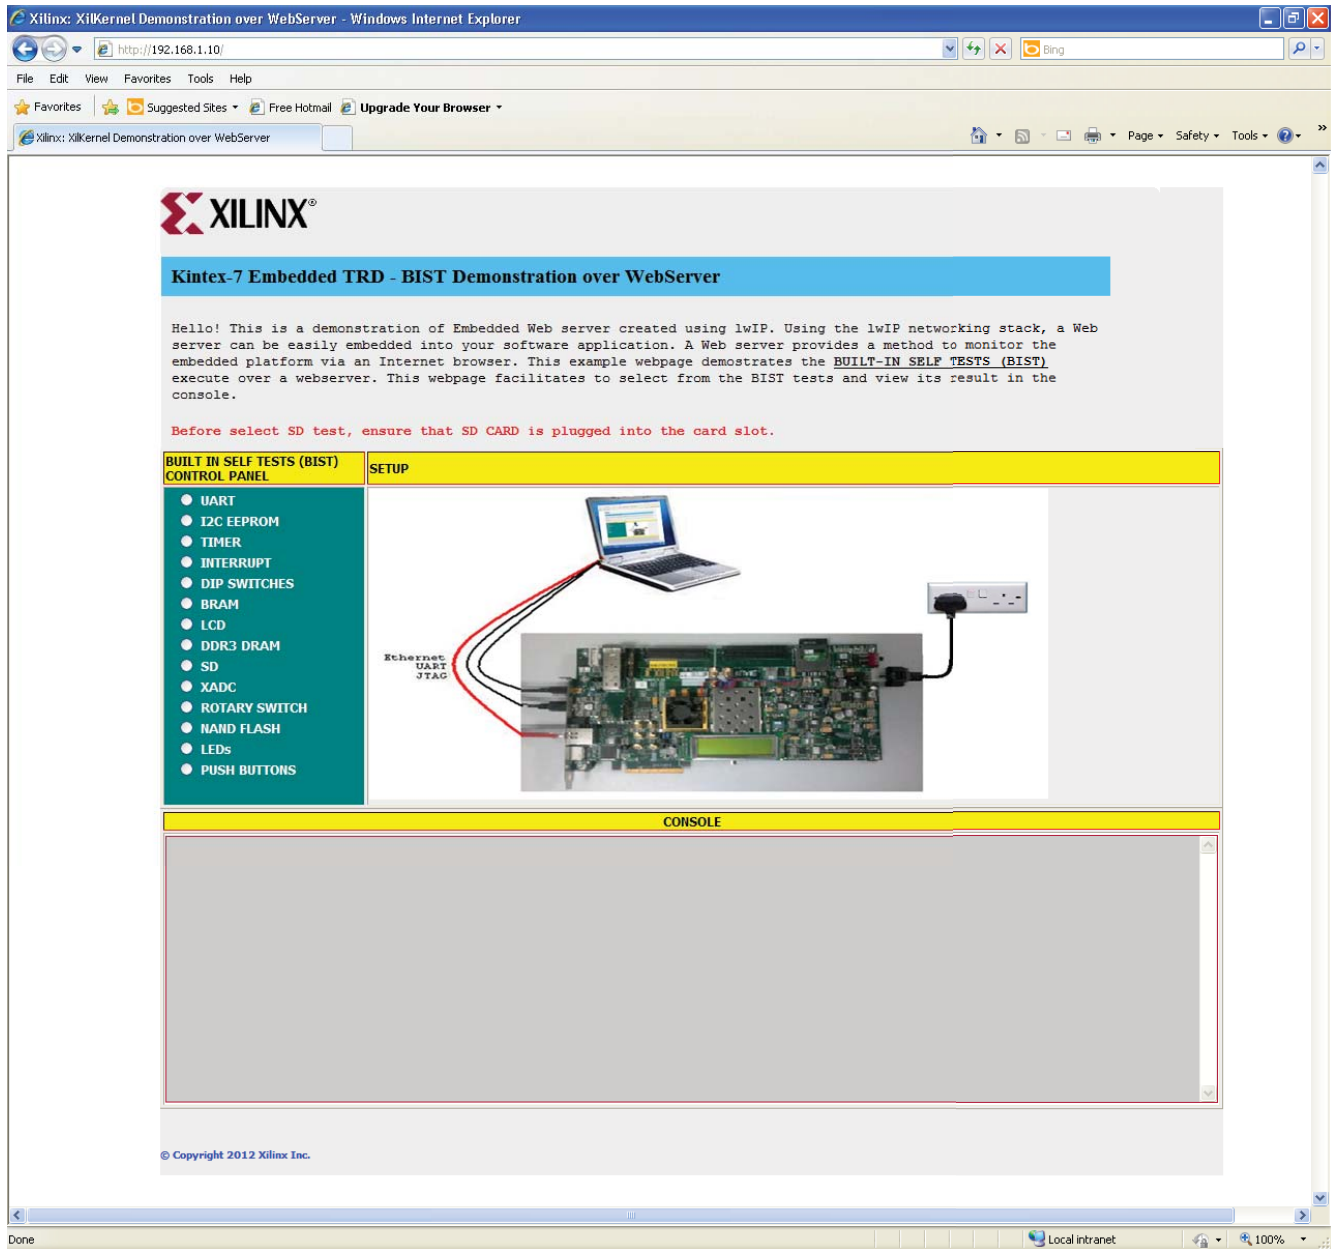 Xilinx: XilKernel Demonstration over WebServer - Windows Internet Explorer
http://192.168.1.10/
Bing
File Edit View Favorites Tools Help
Favorites Suggested Sites Free Hotmail Upgrade Your Browser
Xilinx: XilKernel Demonstration over WebServer
Page Safety Tools »
XILINX®
Kintex-7 Embedded TRD - BIST Demonstration over WebServer
Hello! This is a demonstration of Embedded Web server created using lwIP. Using the lwIP networking stack, a Web
server can be easily embedded into your software application. A Web server provides a method to monitor the
embedded platform via an Internet browser. This example webpage demostrates the BUILT-IN SELF TESTS (BIST)
execute over a webserver. This webpage facilitates to select from the BIST tests and view its result in the
console.
Before select SD test, ensure that SD CARD is plugged into the card slot.
BUILT IN SELF TESTS (BIST)
CONTROL PANEL
SETUP
UART
I2C EEPROM
TIMER
INTERRUPT
DIP SWITCHES
BRAM
LCD
DDR3 DRAM
SD
XADC
ROTARY SWITCH
NAND FLASH
LEDs
PUSH BUTTONS
Ethernet
UART
JTAG
CONSOLE
© Copyright 2012 Xilinx Inc.
Done
Local intranet
100%